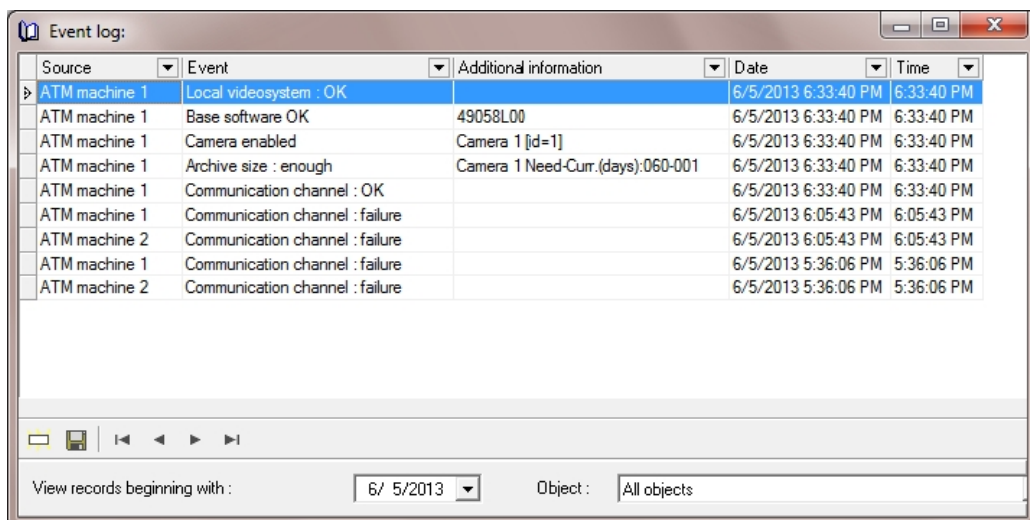 Event log:
Source Event Additional information Date Time
ATM machine 1 Local videosystem : OK 6/5/2013 6:33:40 PM 6:33:40 PM
ATM machine 1 Base software OK 49058L00 6/5/2013 6:33:40 PM 6:33:40 PM
ATM machine 1 Camera enabled Camera 1 [id=1] 6/5/2013 6:33:40 PM 6:33:40 PM
ATM machine 1 Archive size : enough Camera 1 Need-Curr.(days):060-001 6/5/2013 6:33:40 PM 6:33:40 PM
ATM machine 1 Communication channel : OK 6/5/2013 6:33:40 PM 6:33:40 PM
ATM machine 1 Communication channel : failure 6/5/2013 6:05:43 PM 6:05:43 PM
ATM machine 2 Communication channel : failure 6/5/2013 6:05:43 PM 6:05:43 PM
ATM machine 1 Communication channel : failure 6/5/2013 5:36:06 PM 5:36:06 PM
ATM machine 2 Communication channel : failure 6/5/2013 5:36:06 PM 5:36:06 PM
View records beginning with : 6/ 5/2013 Object : All objects